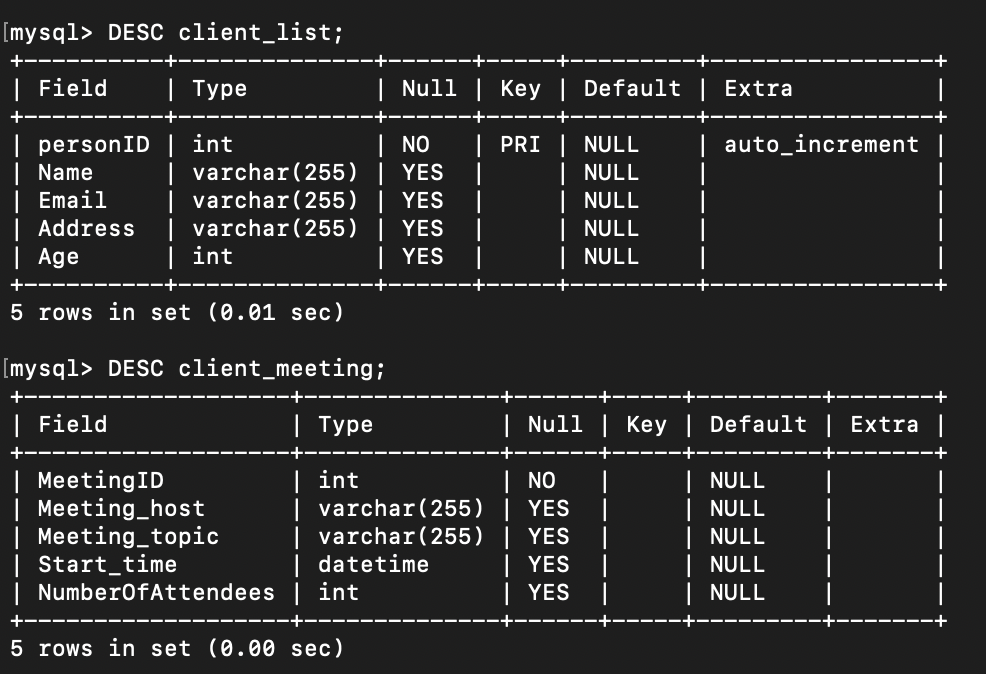 [mysql> DESC client_list;
+-----------+--------------+------+-----+---------+----------------+
| Field     | Type         | Null | Key | Default | Extra          |
+-----------+--------------+------+-----+---------+----------------+
| personID  | int          | NO   | PRI | NULL    | auto_increment |
| Name      | varchar(255) | YES  |     | NULL    |                |
| Email     | varchar(255) | YES  |     | NULL    |                |
| Address   | varchar(255) | YES  |     | NULL    |                |
| Age       | int          | YES  |     | NULL    |                |
+-----------+--------------+------+-----+---------+----------------+
5 rows in set (0.01 sec)

[mysql> DESC client_meeting;
+-------------------+--------------+------+-----+---------+-------+
| Field             | Type         | Null | Key | Default | Extra |
+-------------------+--------------+------+-----+---------+-------+
| MeetingID         | int          | NO   |     | NULL    |       |
| Meeting_host      | varchar(255) | YES  |     | NULL    |       |
| Meeting_topic     | varchar(255) | YES  |     | NULL    |       |
| Start_time        | datetime     | YES  |     | NULL    |       |
| NumberOfAttendees | int          | YES  |     | NULL    |       |
+-------------------+--------------+------+-----+---------+-------+
5 rows in set (0.00 sec)